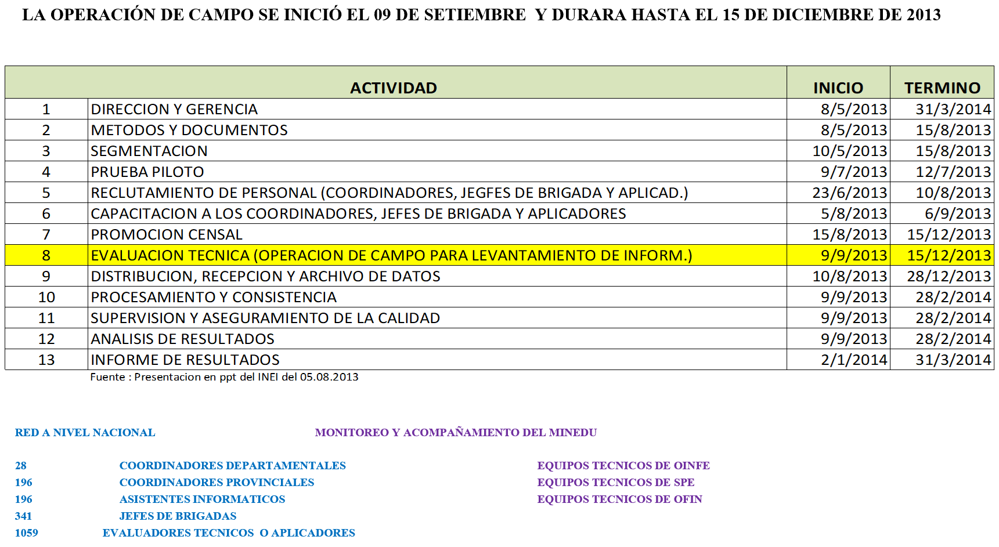 LA OPERACIÓN DE CAMPO SE INICIÓ EL 09 DE SETIEMBRE Y DURARA HASTA EL 15 DE DICIEMBRE DE 2013
ACTIVIDAD INICIO TERMINO
1 DIRECCION Y GERENCIA 8/5/2013 31/3/2014
2 METODOS Y DOCUMENTOS 8/5/2013 15/8/2013
3 SEGMENTACION 10/5/2013 15/8/2013
4 PRUEBA PILOTO 9/7/2013 12/7/2013
5 RECLUTAMIENTO DE PERSONAL (COORDINADORES, JEGFES DE BRIGADA Y APLICAD.) 23/6/2013 10/8/2013
6 CAPACITACION A LOS COORDINADORES, JEFES DE BRIGADA Y APLICADORES 5/8/2013 6/9/2013
7 PROMOCION CENSAL 15/8/2013 15/12/2013
8 EVALUACION TECNICA (OPERACION DE CAMPO PARA LEVANTAMIENTO DE INFORM.) 9/9/2013 15/12/2013
9 DISTRIBUCION, RECEPCION Y ARCHIVO DE DATOS 10/8/2013 28/12/2013
10 PROCESAMIENTO Y CONSISTENCIA 9/9/2013 28/2/2014
11 SUPERVISION Y ASEGURAMIENTO DE LA CALIDAD 9/9/2013 28/2/2014
12 ANALISIS DE RESULTADOS 9/9/2013 28/2/2014
13 INFORME DE RESULTADOS 2/1/2014 31/3/2014
Fuente : Presentacion en ppt del INEI del 05.08.2013
RED A NIVEL NACIONAL MONITOREO Y ACOMPAÑAMIENTO DEL MINEDU
28 COORDINADORES DEPARTAMENTALES EQUIPOS TECNICOS DE OINFE
196 COORDINADORES PROVINCIALES EQUIPOS TECNICOS DE SPE
196 ASISTENTES INFORMATICOS EQUIPOS TECNICOS DE OFIN
341 JEFES DE BRIGADAS
1059 EVALUADORES TECNICOS O APLICADORES